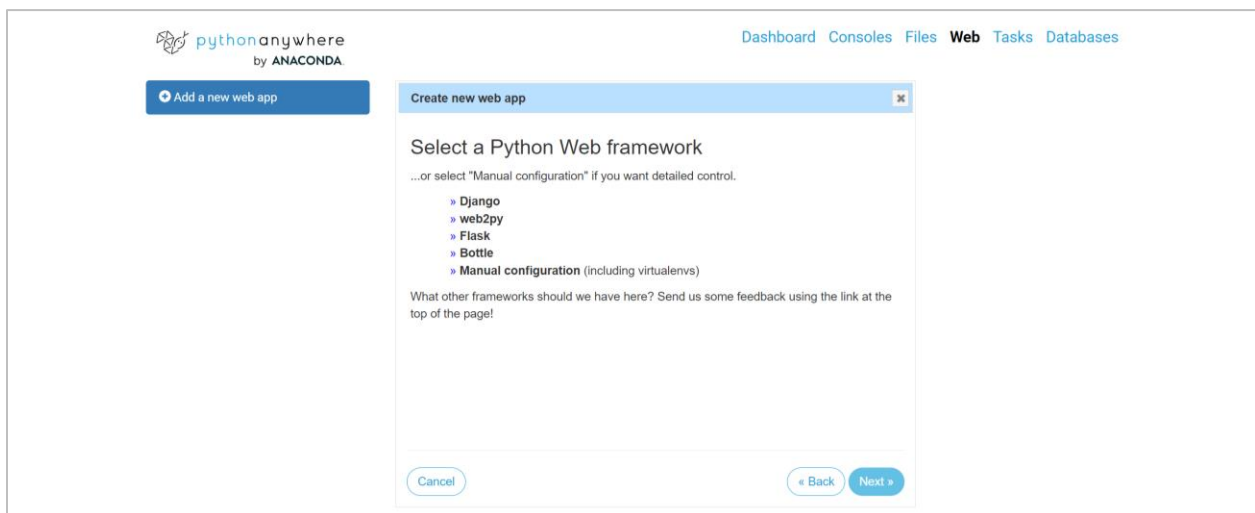 pythonanywhere
by ANACONDA.
Dashboard Consoles Files Web Tasks Databases
Add a new web app
Create new web app
Select a Python Web framework
...or select "Manual configuration" if you want detailed control.
» Django
» web2py
» Flask
» Bottle
» Manual configuration (including virtualenvs)
What other frameworks should we have here? Send us some feedback using the link at the
top of the page!
Cancel
« Back
Next »